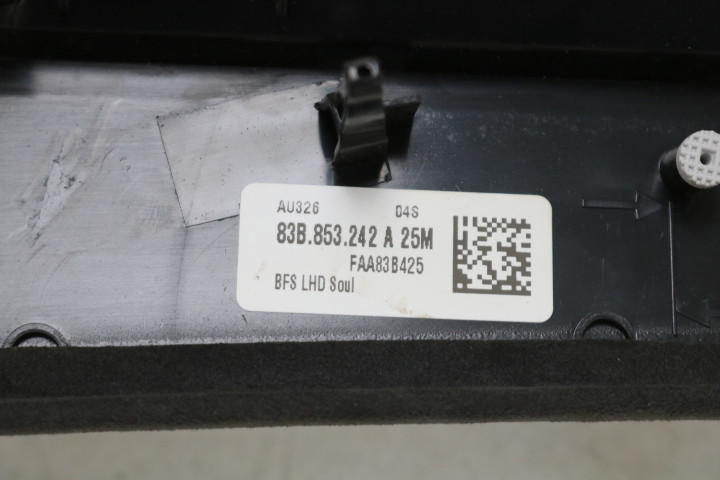 AU326 04S
83B.853.242 A 25M
FAA83B425
BFS LHD Soul